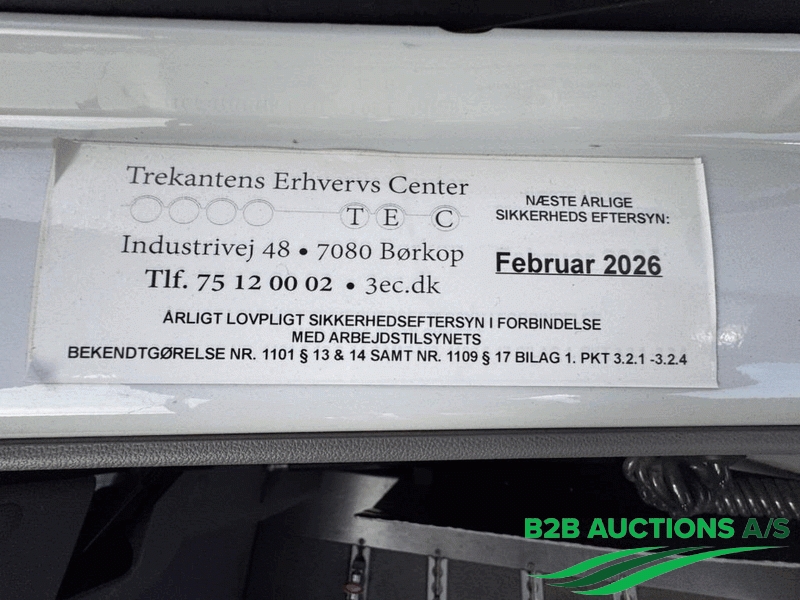 Trekantens Erhvervs Center
T E C
Industrivej 48 • 7080 Børkop
Tlf. 75 12 00 02 • 3ec.dk
NÆSTE ÅRLIGE
SIKKERHEDS EFTERSYN:
Februar 2026
ÅRLIGT LOVPLIGT SIKKERHEDSEFTERSYN I FORBINDELSE
MED ARBEJDSTILSYNETS
BEKENDTGØRELSE NR. 1101 § 13 & 14 SAMT NR. 1109 § 17 BILAG 1. PKT 3.2.1 -3.2.4
B2B AUCTIONS A/S